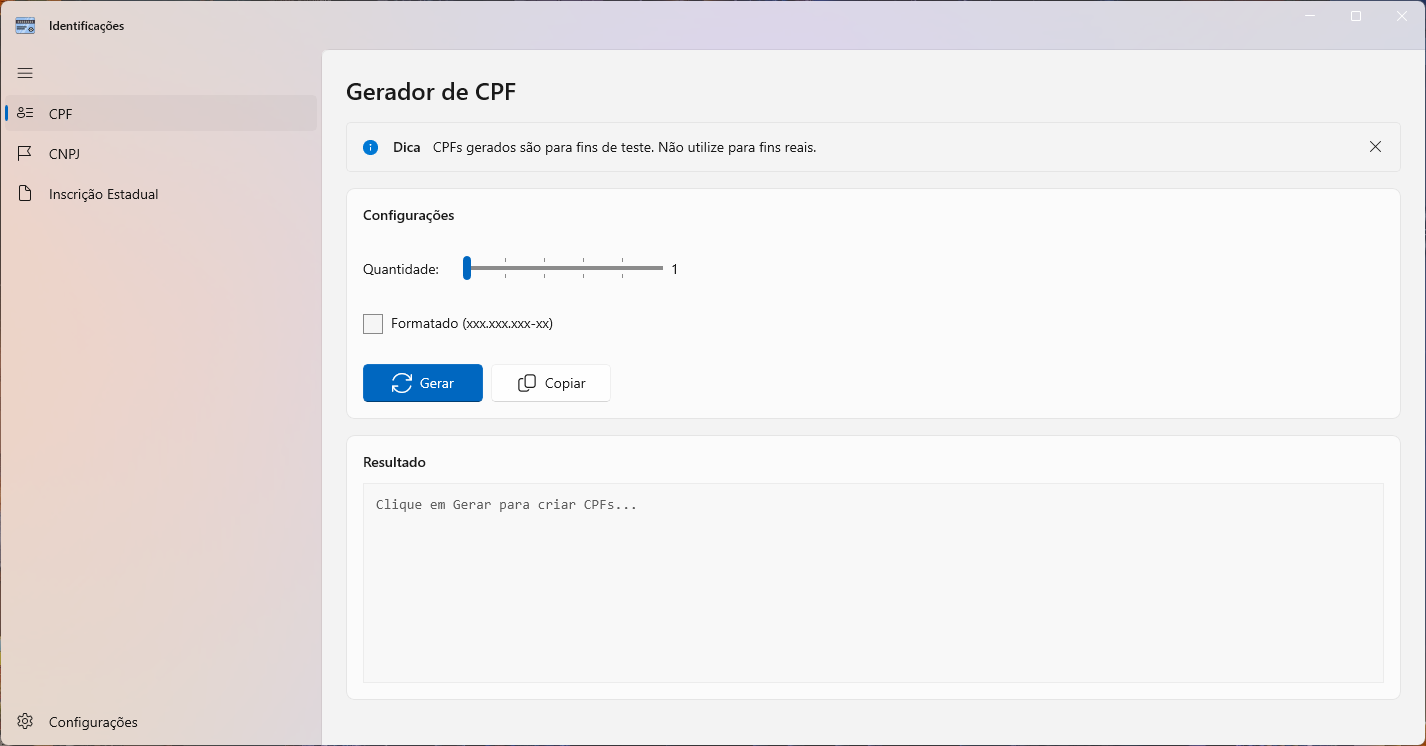 Identificações
CPF
CNPJ
Inscrição Estadual
Configurações
Gerador de CPF
Dica CPFs gerados são para fins de teste. Não utilize para fins reais.
Configurações
Quantidade: 1
Formatado (xxx.xxx.xxx-xx)
Gerar Copiar
Resultado
Clique em Gerar para criar CPFs...